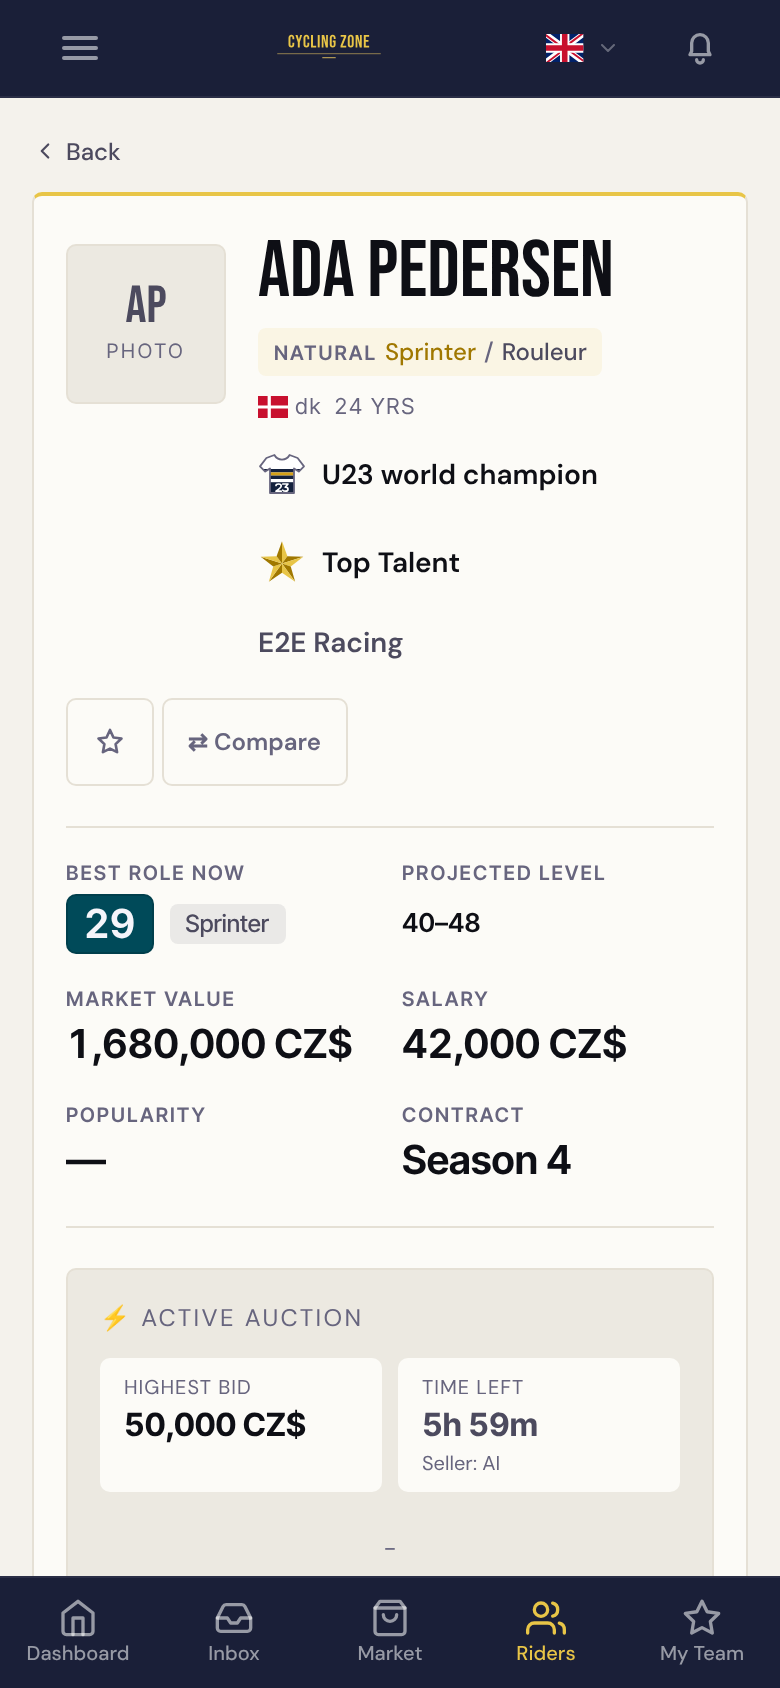 CYCLING ZONE
Back
AP
PHOTO
ADA PEDERSEN
NATURAL Sprinter / Rouleur
dk 24 YRS
23
U23 world champion
Top Talent
E2E Racing
⇄ Compare
BEST ROLE NOW
PROJECTED LEVEL
29 Sprinter
40–48
MARKET VALUE
SALARY
1,680,000 CZ$
42,000 CZ$
POPULARITY
CONTRACT
—
Season 4
⚡ ACTIVE AUCTION
HIGHEST BID
50,000 CZ$
TIME LEFT
5h 59m
Seller: AI
–
Dashboard
Inbox
Market
Riders
My Team